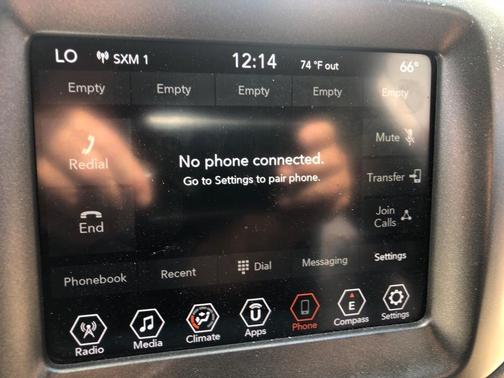 LO SXM 1 12:14 74 °F out 66°
Empty Empty Empty Empty Empty
No phone connected.
Go to Settings to pair phone.
Redial
End
Mute
Transfer
Join
Calls
Phonebook Recent Dial Messaging Settings
E
Radio Media Climate Apps Phone Compass Settings